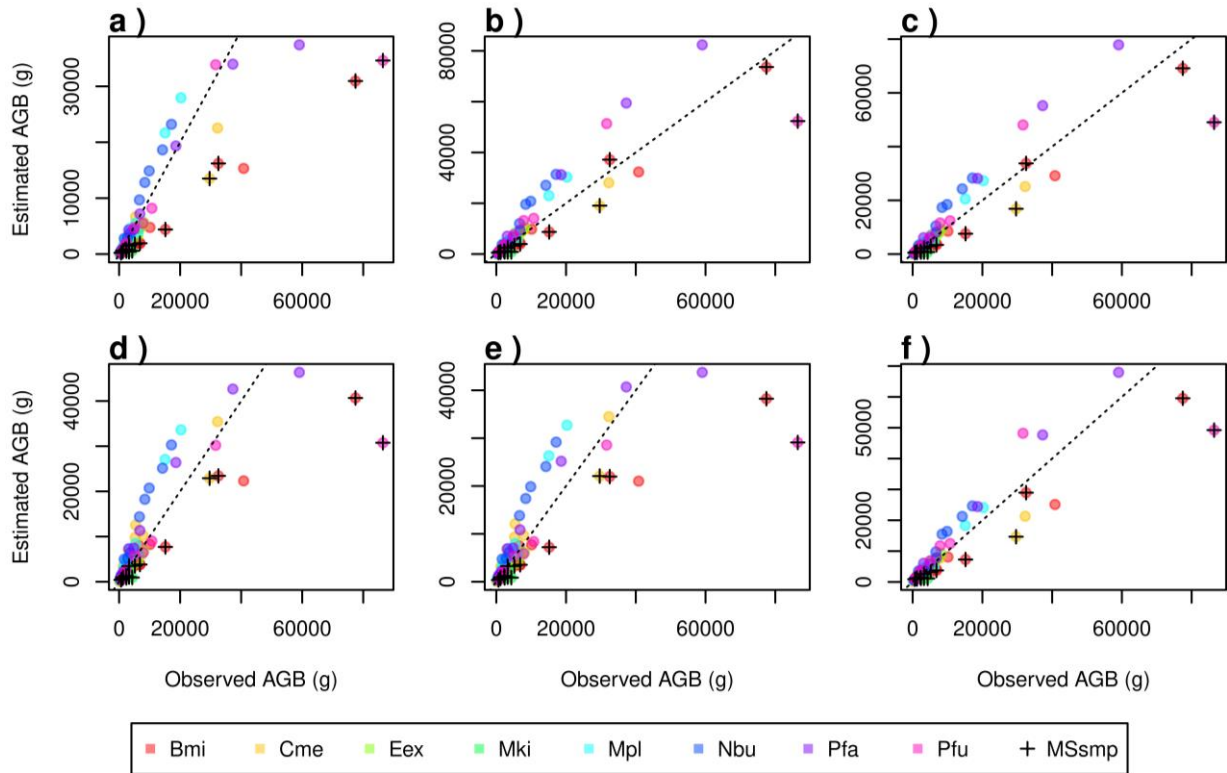 a ) b ) c )
Estimated AGB (g)
0 10000 30000
0 40000 80000
0 20000 60000
0 20000 60000
0 20000 60000
0 20000 60000
d ) e ) f )
Estimated AGB (g)
0 20000 40000
0 20000 40000
0 20000 50000
0 20000 60000
0 20000 60000
0 20000 60000
Observed AGB (g) Observed AGB (g) Observed AGB (g)
Bmi Cme Eex Mki Mpl Nbu Pfa Pfu MSsmp